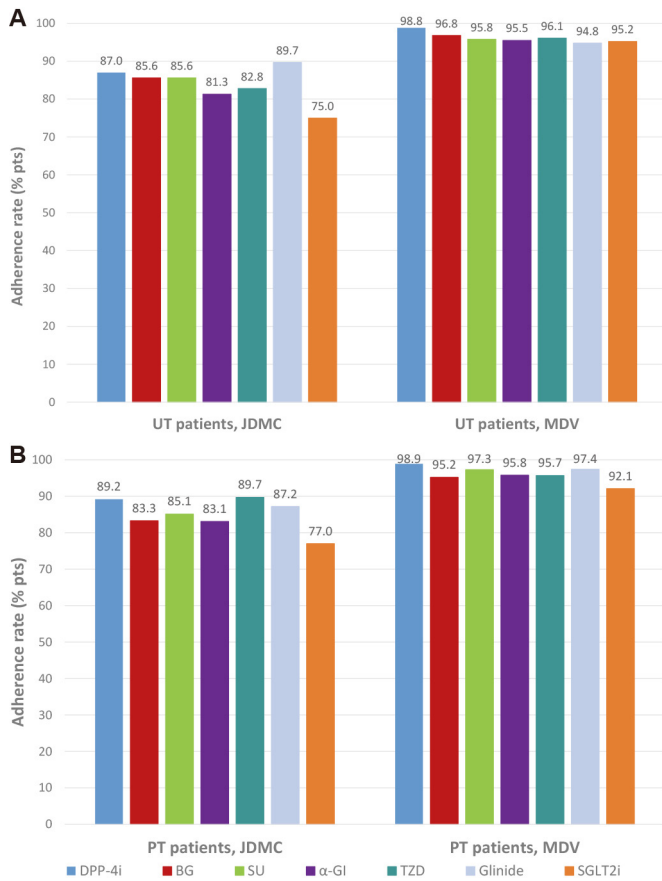 A
100
90
80
70
60
50
40
30
20
10
0
Adherence rate (% pts)
87.0 85.6 85.6 81.3 82.8 89.7 75.0
98.8 96.8 95.8 95.5 96.1 94.8 95.2
UT patients, JDMC UT patients, MDV
B
100
90
80
70
60
50
40
30
20
10
0
Adherence rate (% pts)
89.2 83.3 85.1 83.1 89.7 87.2 77.0
98.9 95.2 97.3 95.8 95.7 97.4 92.1
PT patients, JDMC PT patients, MDV
DPP-4i BG SU α-GI TZD Glinide SGLT2i